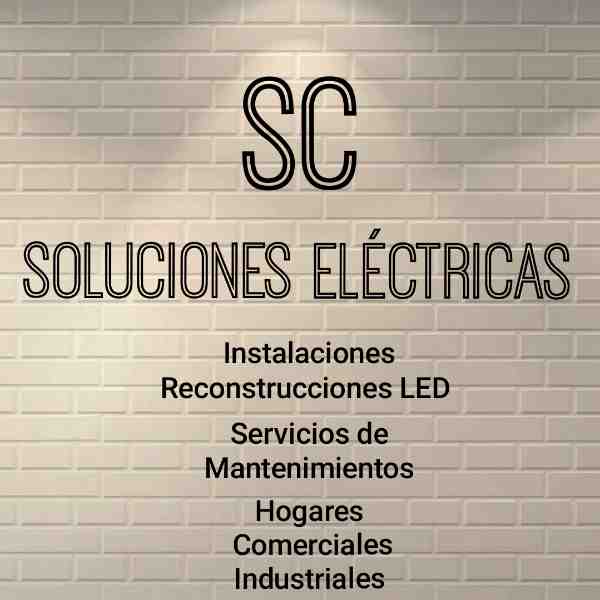 SC
SOLUCIONES ELÉCTRICAS
Instalaciones
Reconstrucciones LED
Servicios de
Mantenimientos
Hogares
Comerciales
Industriales